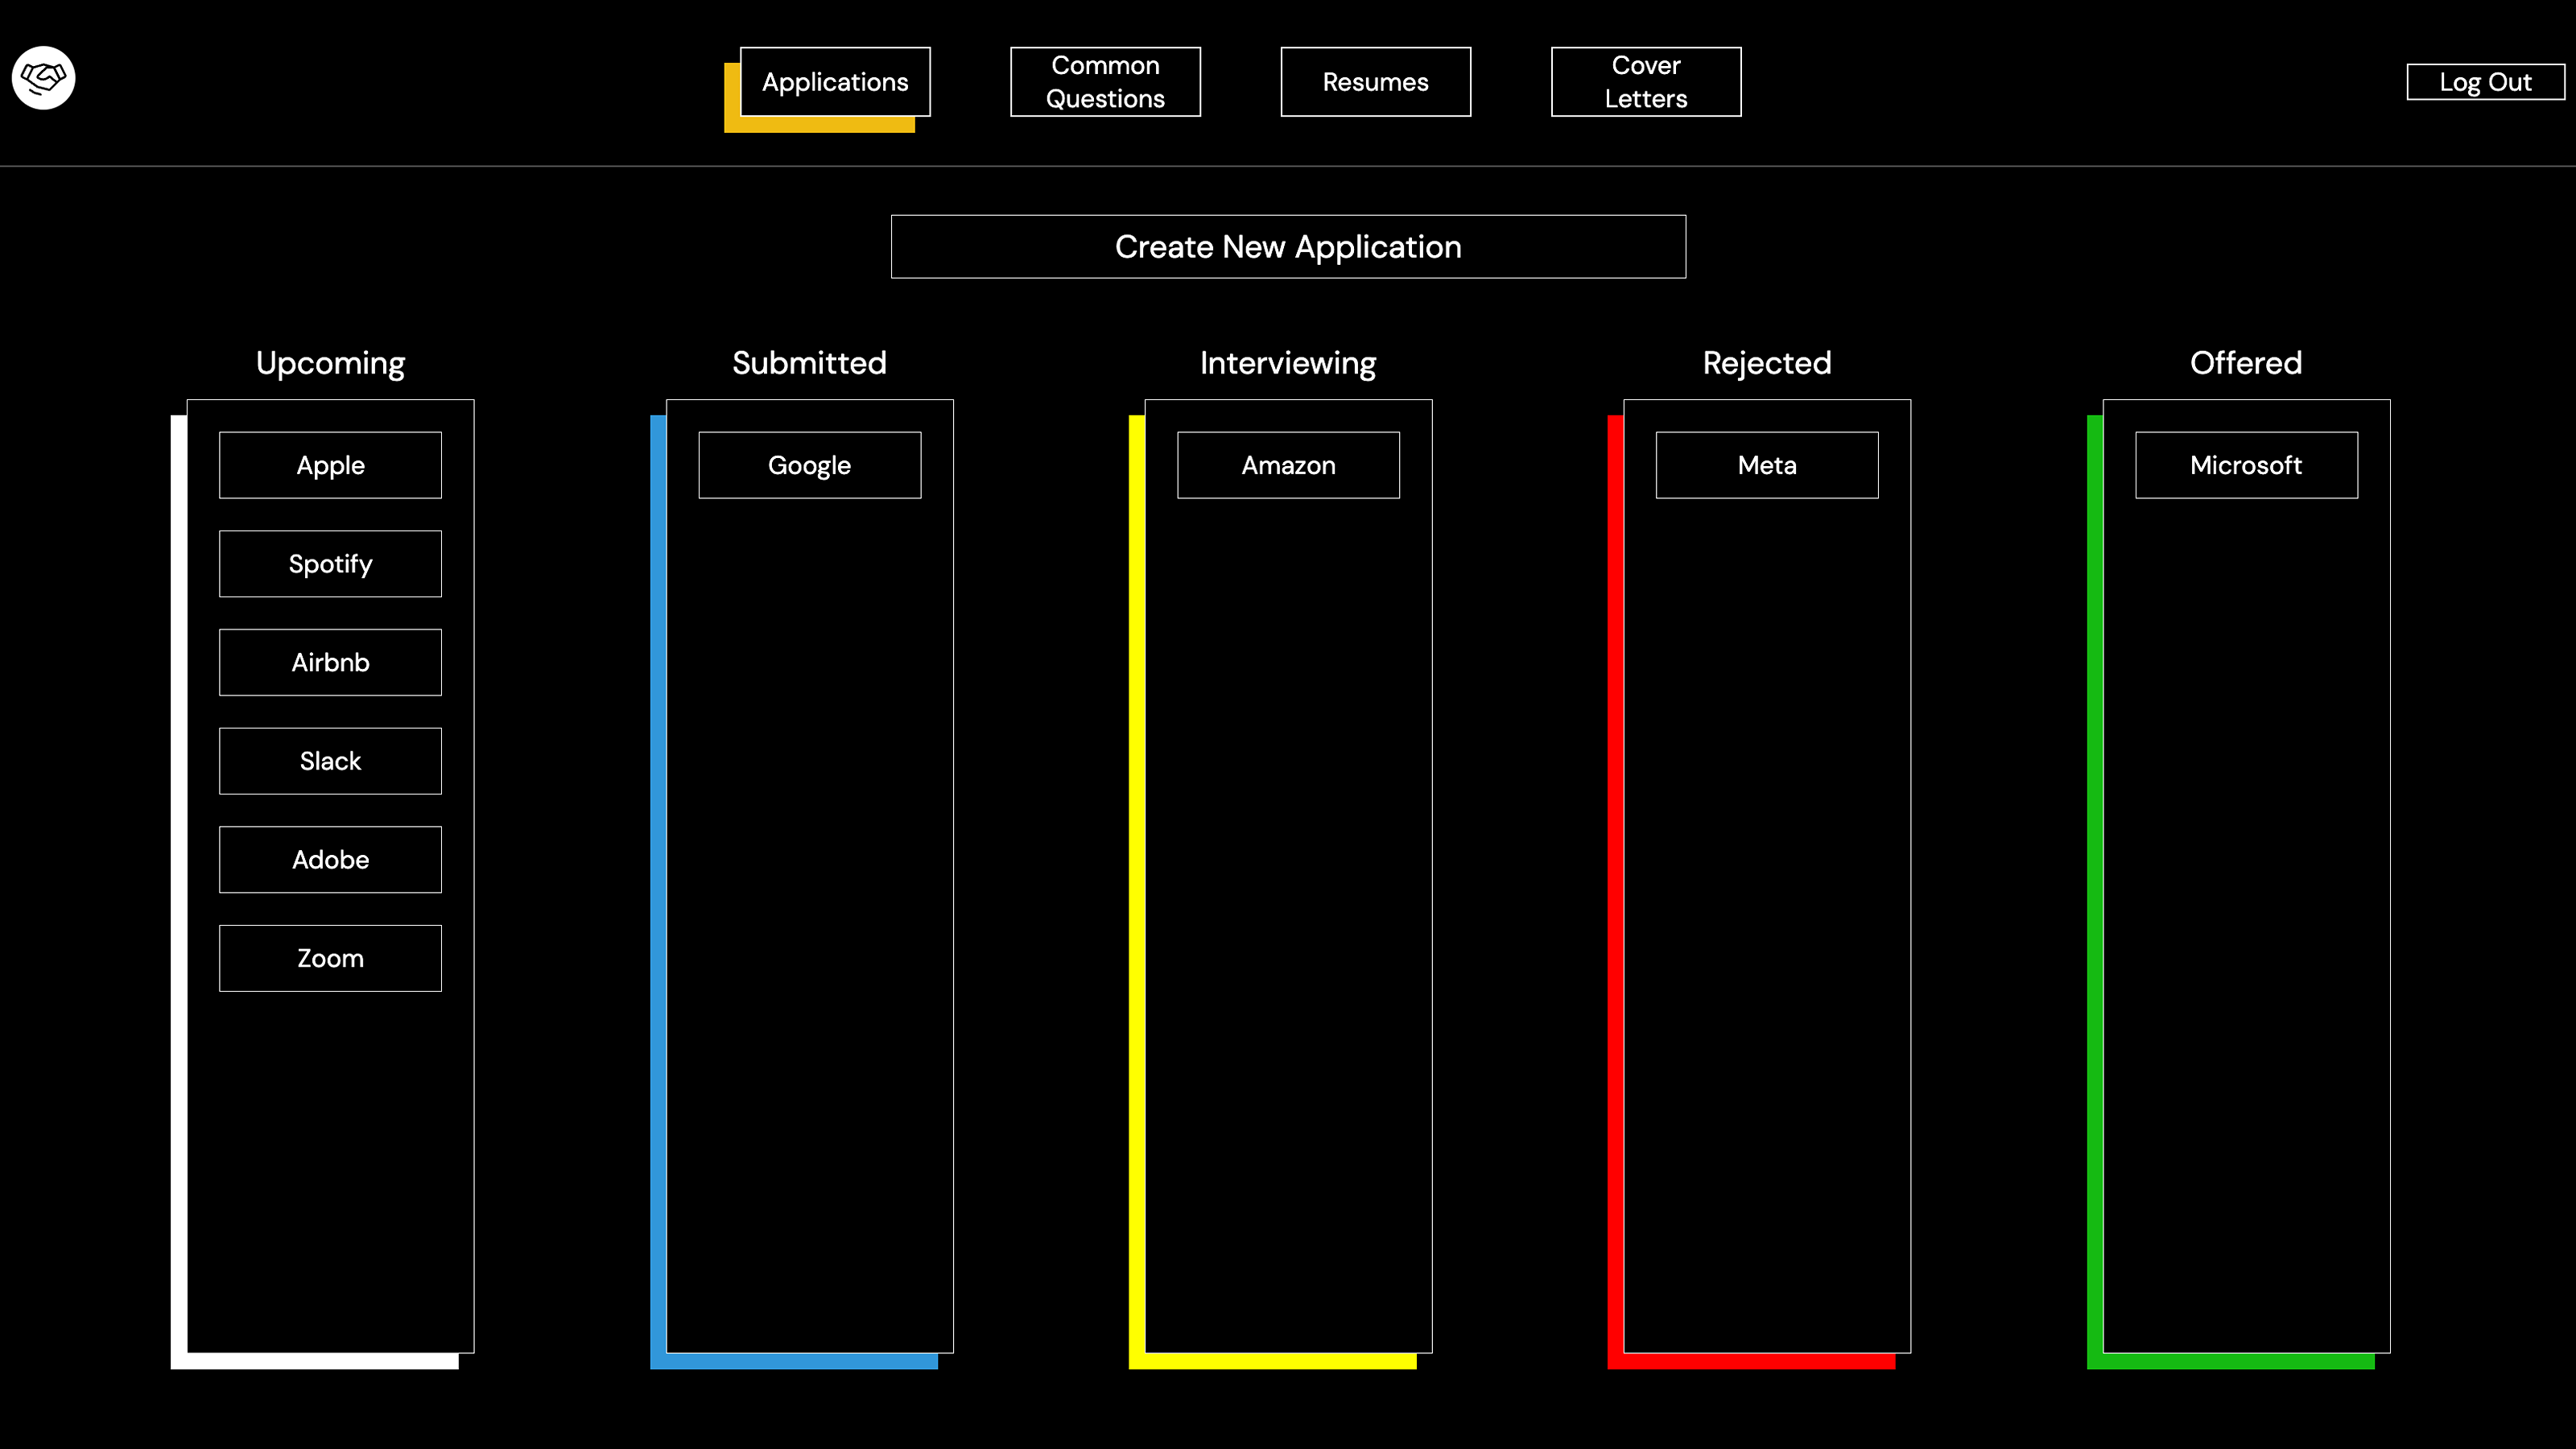 Applications
Common
Questions
Resumes
Cover
Letters
Log Out
Create New Application
Upcoming
Apple
Spotify
Airbnb
Slack
Adobe
Zoom
Submitted
Google
Interviewing
Amazon
Rejected
Meta
Offered
Microsoft